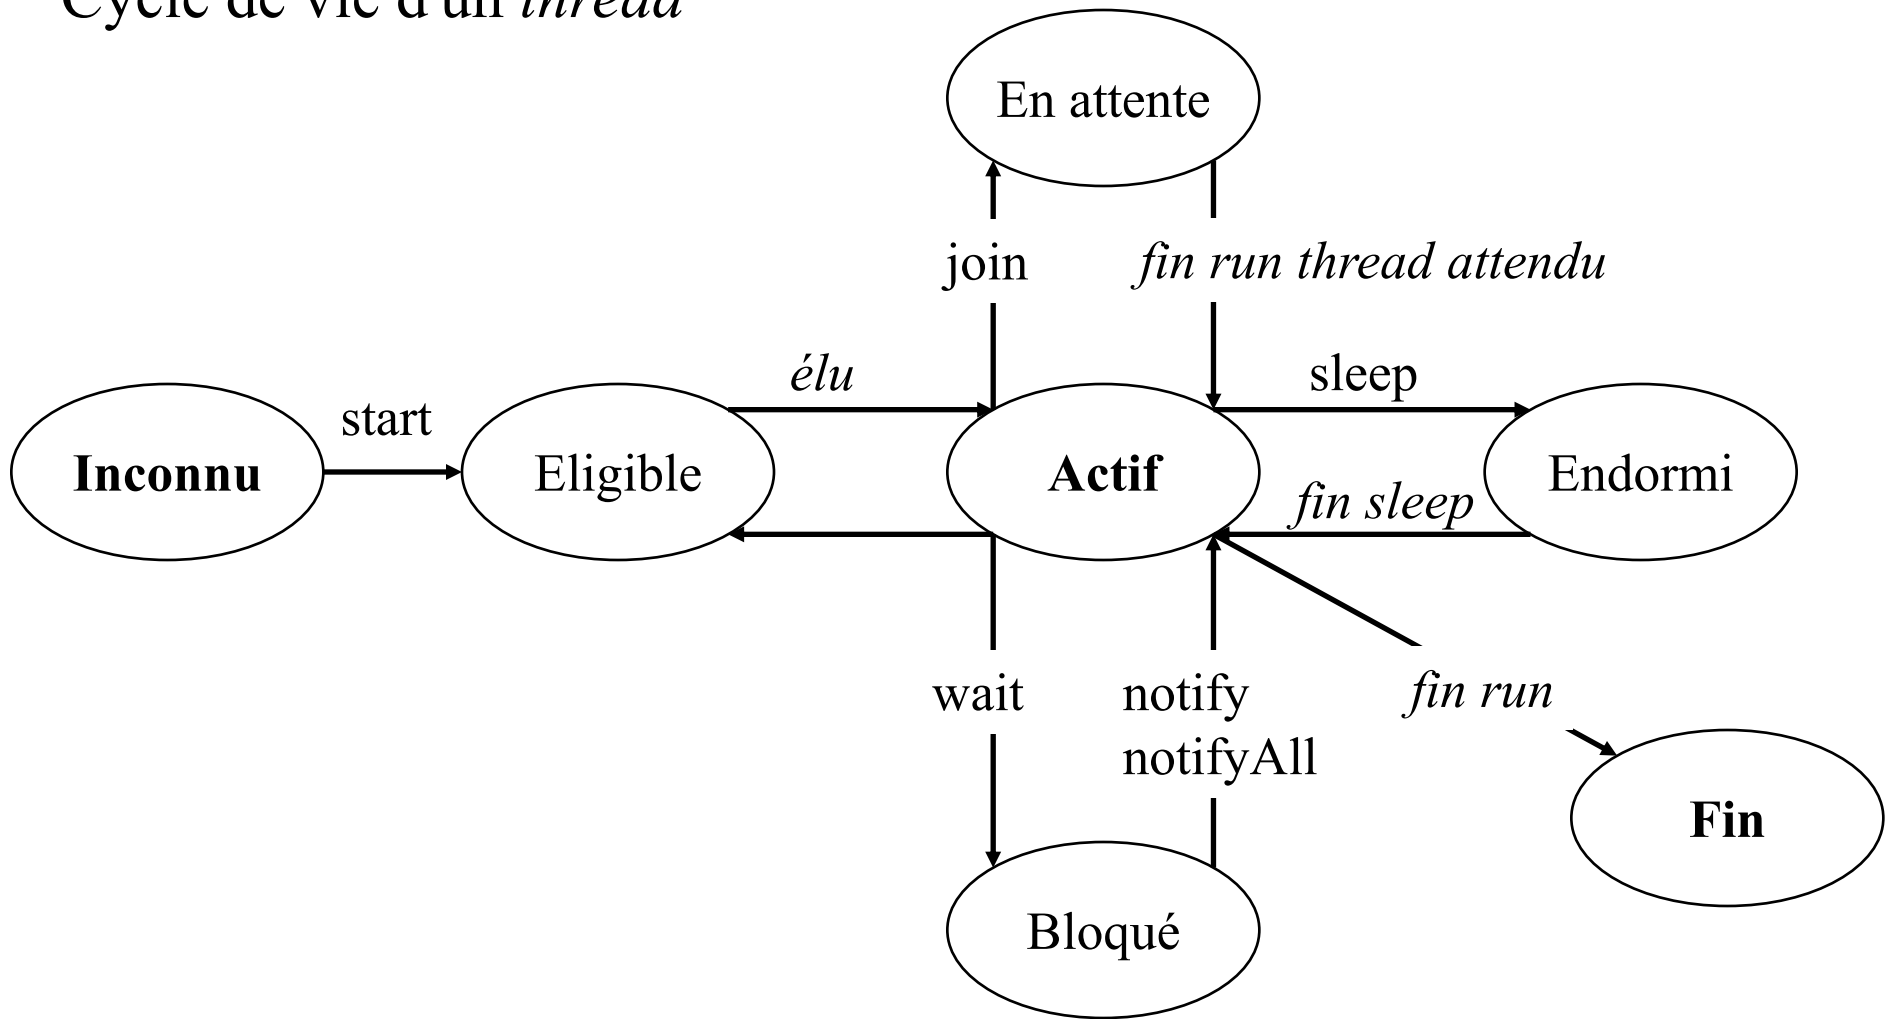 Cycle de vie d'un thread
En attente
join
fin run thread attendu
élu
sleep
start
Inconnu
Eligible
Actif
Endormi
fin sleep
wait
notify
notifyAll
fin run
Fin
Bloqué